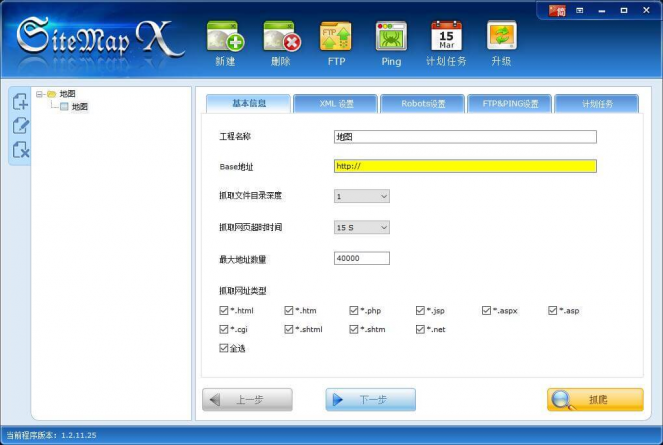 简
SiteMap X
新建 删除 FTP Ping 计划任务 升级
FTP
15
Mar
地图
地图
基本信息 XML 设置 Robots设置 FTP&PING设置 计划任务
工程名称 地图
Base地址 http://
抓取文件目录深度 1
抓取网页超时时间 15 S
最大地址数量 40000
抓取网址类型
*.html *.htm *.php *.jsp *.aspx *.asp
*.cgi *.shtml *.shtm *.net
全选
上一步 下一步 抓爬
当前程序版本: 1.2.11.25